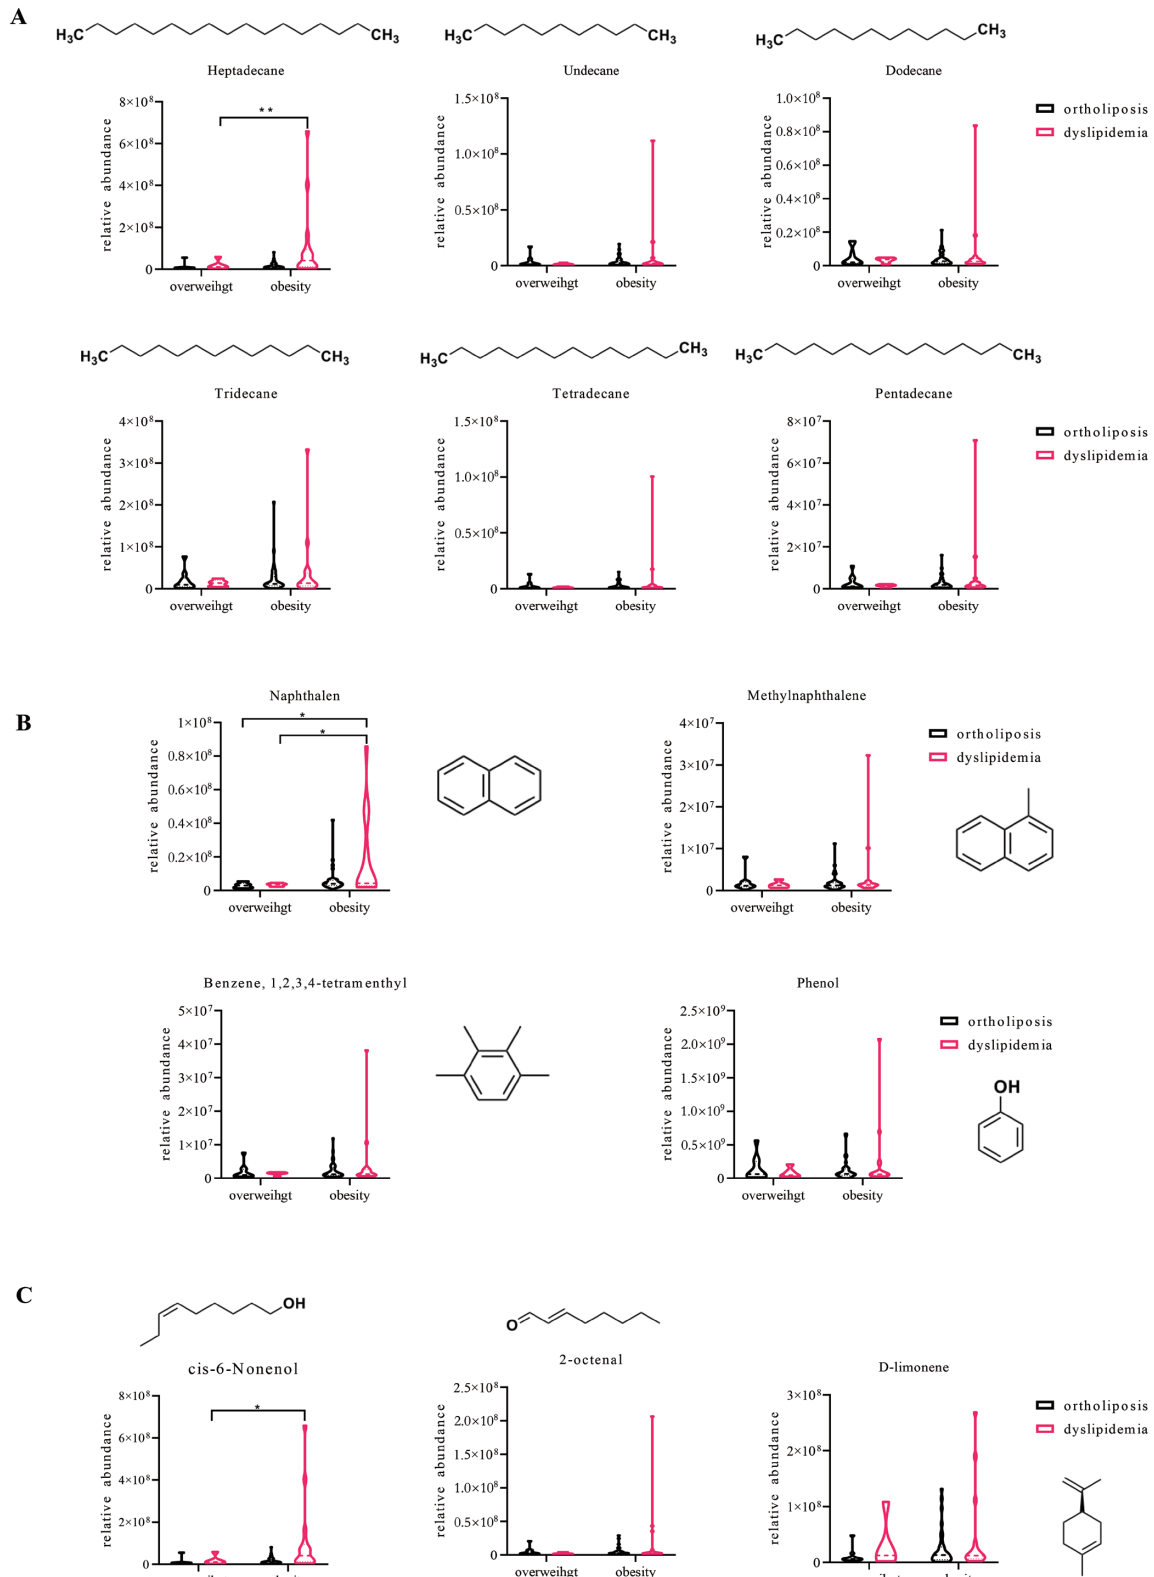 A
H₃C CH₃
H₃C CH₃
H₃C CH₃
Heptadecane
Undecane
Dodecane
relative abundance
8×10⁸
6×10⁸
4×10⁸
2×10⁸
0
**
overweihgt obesity
relative abundance
1.5×10⁸
1.0×10⁸
0.5×10⁸
0
overweihgt obesity
relative abundance
1.0×10⁸
0.8×10⁸
0.6×10⁸
0.4×10⁸
0.2×10⁸
0
overweihgt obesity
ortholiposis
dyslipidemia
H₃C CH₃
H₃C CH₃
H₃C CH₃
Tridecane
Tetradecane
Pentadecane
relative abundance
4×10⁸
3×10⁸
2×10⁸
1×10⁸
0
overweihgt obesity
relative abundance
1.5×10⁸
1.0×10⁸
0.5×10⁸
0
overweihgt obesity
relative abundance
8×10⁷
6×10⁷
4×10⁷
2×10⁷
0
overweihgt obesity
ortholiposis
dyslipidemia
B
Naphthalen
relative abundance
1×10⁸
0.8×10⁸
0.6×10⁸
0.4×10⁸
0.2×10⁸
0
*
*
overweihgt obesity
Methylnaphthalene
relative abundance
4×10⁷
3×10⁷
2×10⁷
1×10⁷
0
overweihgt obesity
ortholiposis
dyslipidemia
Benzene, 1,2,3,4-tetramenthyl
relative abundance
5×10⁷
4×10⁷
3×10⁷
2×10⁷
1×10⁷
0
overweihgt obesity
Phenol
relative abundance
2.5×10⁹
2.0×10⁹
1.5×10⁹
1.0×10⁹
0.5×10⁹
0
overweihgt obesity
ortholiposis
dyslipidemia
OH
C
OH
cis-6-Nonenol
relative abundance
8×10⁸
6×10⁸
4×10⁸
2×10⁸
0
*
O
2-octenal
relative abundance
2.5×10⁸
2.0×10⁸
1.5×10⁸
1.0×10⁸
0.5×10⁸
0
overweihgt obesity
D-limonene
relative abundance
3×10⁸
2×10⁸
1×10⁸
0
ortholiposis
dyslipidemia